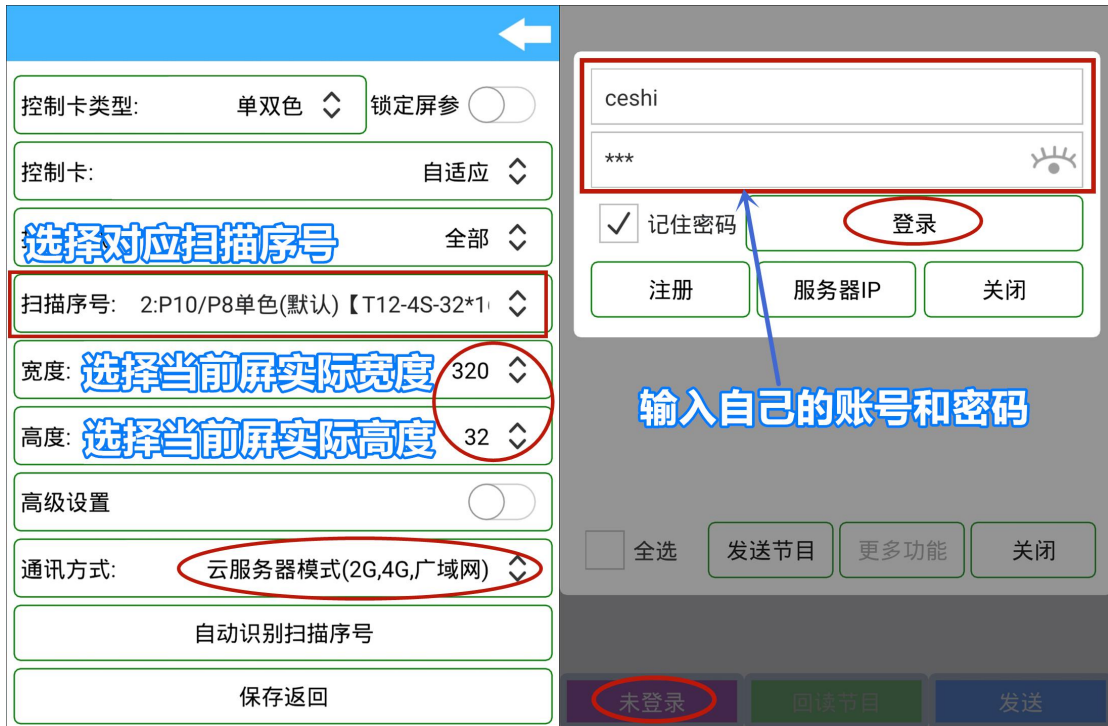 控制卡类型: 单双色 锁定屏参
控制卡: 自适应
选择对应扫描序号 全部
扫描序号: 2:P10/P8单色(默认)【T12-4S-32*1
宽度: 选择当前屏实际宽度 320
高度: 选择当前屏实际高度 32
高级设置
通讯方式: 云服务器模式(2G,4G,广域网)
自动识别扫描序号
保存返回
ceshi
***
记住密码 登录
注册 服务器IP 关闭
输入自己的账号和密码
全选 发送节目 更多功能 关闭
未登录 回读节目 发送